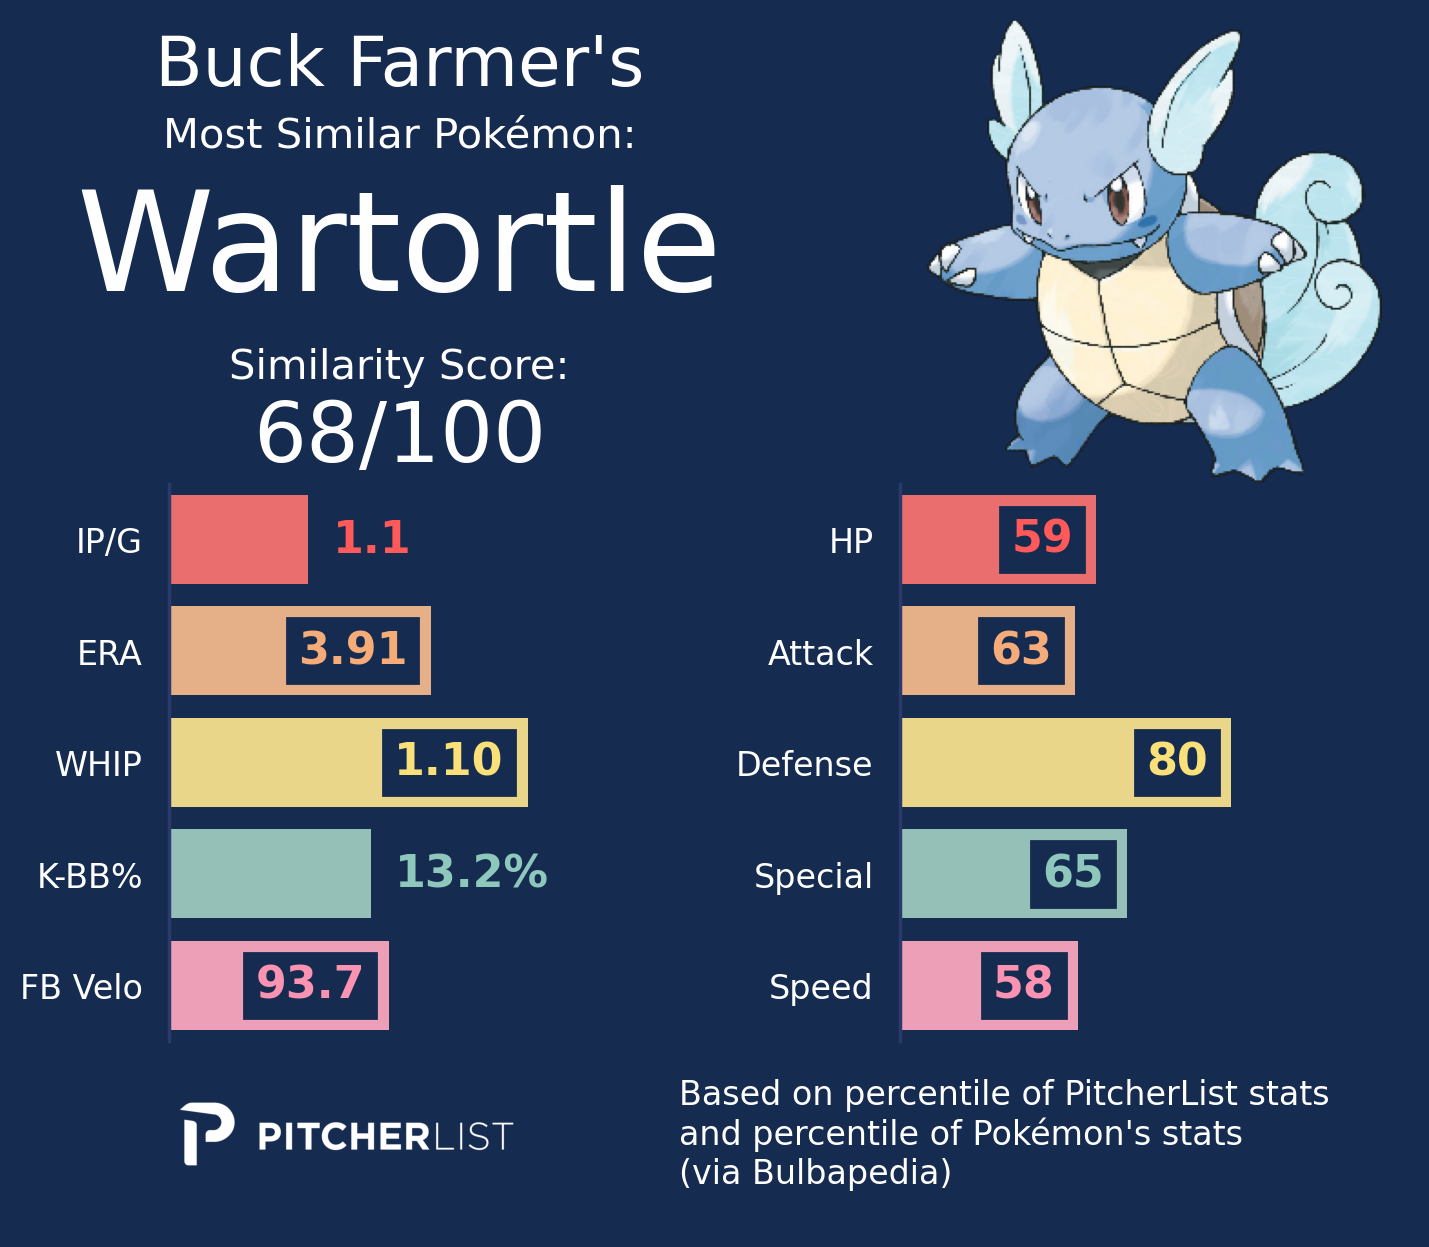 Buck Farmer's
Most Similar Pokémon:
Wartortle
Similarity Score:
68/100
IP/G 1.1
ERA 3.91
WHIP 1.10
K-BB% 13.2%
FB Velo 93.7
HP 59
Attack 63
Defense 80
Special 65
Speed 58
PITCHERLIST
Based on percentile of PitcherList stats
and percentile of Pokémon's stats
(via Bulbapedia)